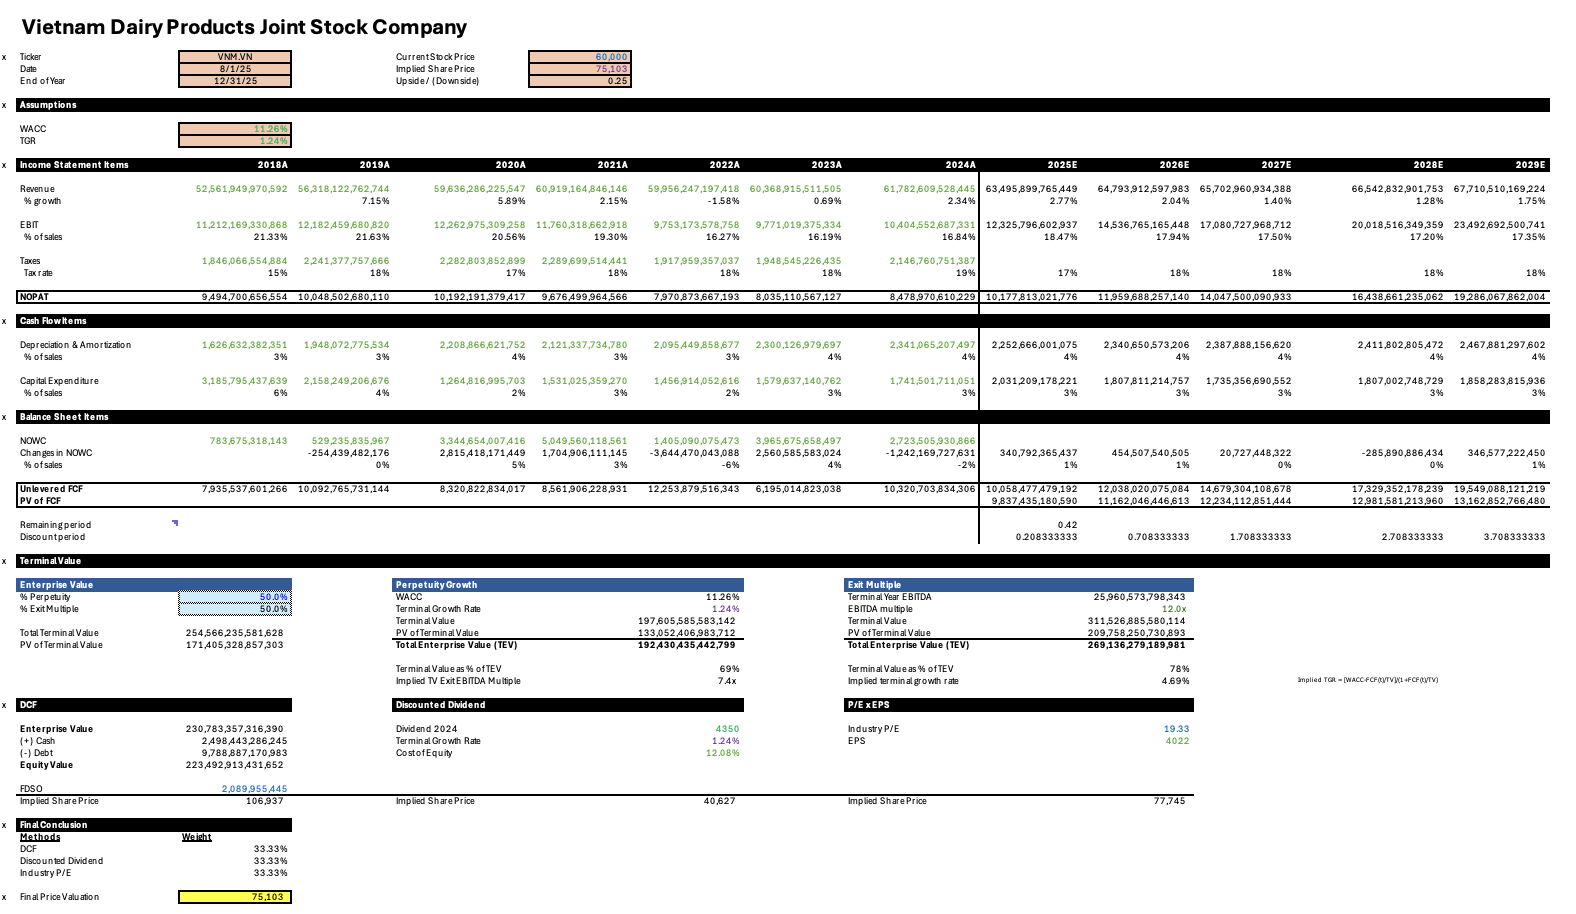 Vietnam Dairy Products Joint Stock Company
x Ticker VNM.VN Current Stock Price 60,000
Date 8/1/25 Implied Share Price 75,103
End of Year 12/31/25 Upside / (Downside) 0.25
x Assumptions
WACC 11.26%
TGR 1.24%
x Income Statement Items 2018A 2019A 2020A 2021A 2022A 2023A 2024A 2025E 2026E 2027E 2028E 2029E
Revenue 52,561,949,970,592 56,318,122,762,744 59,636,286,225,547 60,919,164,846,146 59,956,247,197,418 60,368,915,511,505 61,782,609,528,445 63,495,899,765,449 64,793,912,597,983 65,702,960,934,388 66,542,832,901,753 67,710,510,169,224
% growth 7.15% 5.89% 2.15% -1.58% 0.69% 2.34% 2.77% 2.04% 1.40% 1.28% 1.75%
EBIT 11,212,169,330,868 12,182,459,680,820 12,262,975,309,258 11,760,318,662,918 9,753,173,578,758 9,771,019,375,334 10,404,552,687,331 12,325,796,602,937 14,536,765,165,448 17,080,727,968,712 20,018,516,349,359 23,492,692,500,741
% of sales 21.33% 21.63% 20.56% 19.30% 16.27% 16.19% 16.84% 18.47% 17.94% 17.50% 17.20% 17.35%
Taxes 1,846,066,554,884 2,241,377,757,666 2,282,803,852,899 2,289,699,514,441 1,917,959,357,037 1,948,545,226,435 2,146,760,751,387
Tax rate 15% 18% 17% 18% 18% 18% 19% 17% 18% 18% 18% 18%
NOPAT 9,494,700,656,554 10,048,502,680,110 10,192,191,379,417 9,676,499,964,566 7,970,873,667,193 8,035,110,567,127 8,478,970,610,229 10,177,813,021,776 11,959,688,257,140 14,047,500,090,933 16,438,661,235,062 19,286,067,862,004
x Cash Flow Items
Depreciation & Amortization 1,626,632,382,351 1,948,072,775,534 2,208,866,621,752 2,121,337,734,780 2,095,449,858,677 2,300,126,979,697 2,341,065,207,497 2,252,666,001,075 2,340,650,573,206 2,387,888,156,620 2,411,802,805,472 2,467,881,297,602
% of sales 3% 3% 4% 3% 3% 4% 4% 4% 4% 4% 4% 4%
Capital Expenditure 3,185,795,437,639 2,158,249,206,676 1,264,816,995,703 1,531,025,359,270 1,456,914,052,616 1,579,637,140,762 1,741,501,711,051 2,031,209,178,221 1,807,811,214,757 1,735,356,690,552 1,807,002,748,729 1,858,283,815,936
% of sales 6% 4% 2% 3% 2% 3% 3% 3% 3% 3% 3% 3%
x Balance Sheet Items
NOWC 783,675,318,143 529,235,835,967 3,344,654,007,416 5,049,560,118,561 1,405,090,075,473 3,965,675,658,497 2,723,505,930,866
Changes in NOWC -254,439,482,176 2,815,418,171,449 1,704,906,111,145 -3,644,470,043,088 2,560,585,583,024 -1,242,169,727,631 340,792,365,437 454,507,540,505 20,727,448,322 -285,890,886,434 346,577,222,450
% of sales 0% 5% 3% -6% 4% -2% 1% 1% 0% 0% 1%
Unlevered FCF 7,935,537,601,266 10,092,765,731,144 8,320,822,834,017 8,561,906,228,931 12,253,879,516,343 6,195,014,823,038 10,320,703,834,306 10,058,477,479,192 12,038,020,075,084 14,679,304,108,678 17,329,352,178,239 19,549,088,121,219
PV of FCF 9,837,435,180,590 11,162,046,446,613 12,234,112,851,444 12,981,581,213,960 13,162,852,766,480
Remaining period 0.42
Discount period 0.208333333 0.708333333 1.708333333 2.708333333 3.708333333
x Terminal Value
Enterprise Value Perpetuity Growth Exit Multiple
% Perpetuity 50.0% WACC 11.26% Terminal Year EBITDA 25,960,573,798,343
% Exit Multiple 50.0% Terminal Growth Rate 1.24% EBITDA multiple 12.0x
Terminal Value 197,605,585,583,142 Terminal Value 311,526,885,580,114
Total Terminal Value 254,566,235,581,628 PV of Terminal Value 133,052,406,983,712 PV of Terminal Value 209,758,250,730,893
PV of Terminal Value 171,405,328,857,303 Total Enterprise Value (TEV) 192,430,435,442,799 Total Enterprise Value (TEV) 269,136,279,189,981
Terminal Value as % of TEV 69% Terminal Value as % of TEV 78%
Implied TV Exit EBITDA Multiple 7.4x Implied terminal growth rate 4.69% Implied TGR = [WACC-FCF(t)/TV]/(1+FCF(t)/TV)
x DCF Discounted Dividend P/E x EPS
Enterprise Value 230,783,357,316,390 Dividend 2024 4350 Industry P/E 19.33
(+) Cash 2,498,443,286,245 Terminal Growth Rate 1.24% EPS 4022
(-) Debt 9,788,887,170,983 Cost of Equity 12.08%
Equity Value 223,492,913,431,652
FDSO 2,089,955,445
Implied Share Price 106,937 Implied Share Price 40,627 Implied Share Price 77,745
x Final Conclusion
Methods Weight
DCF 33.33%
Discounted Dividend 33.33%
Industry P/E 33.33%
x Final Price Valuation 75,103